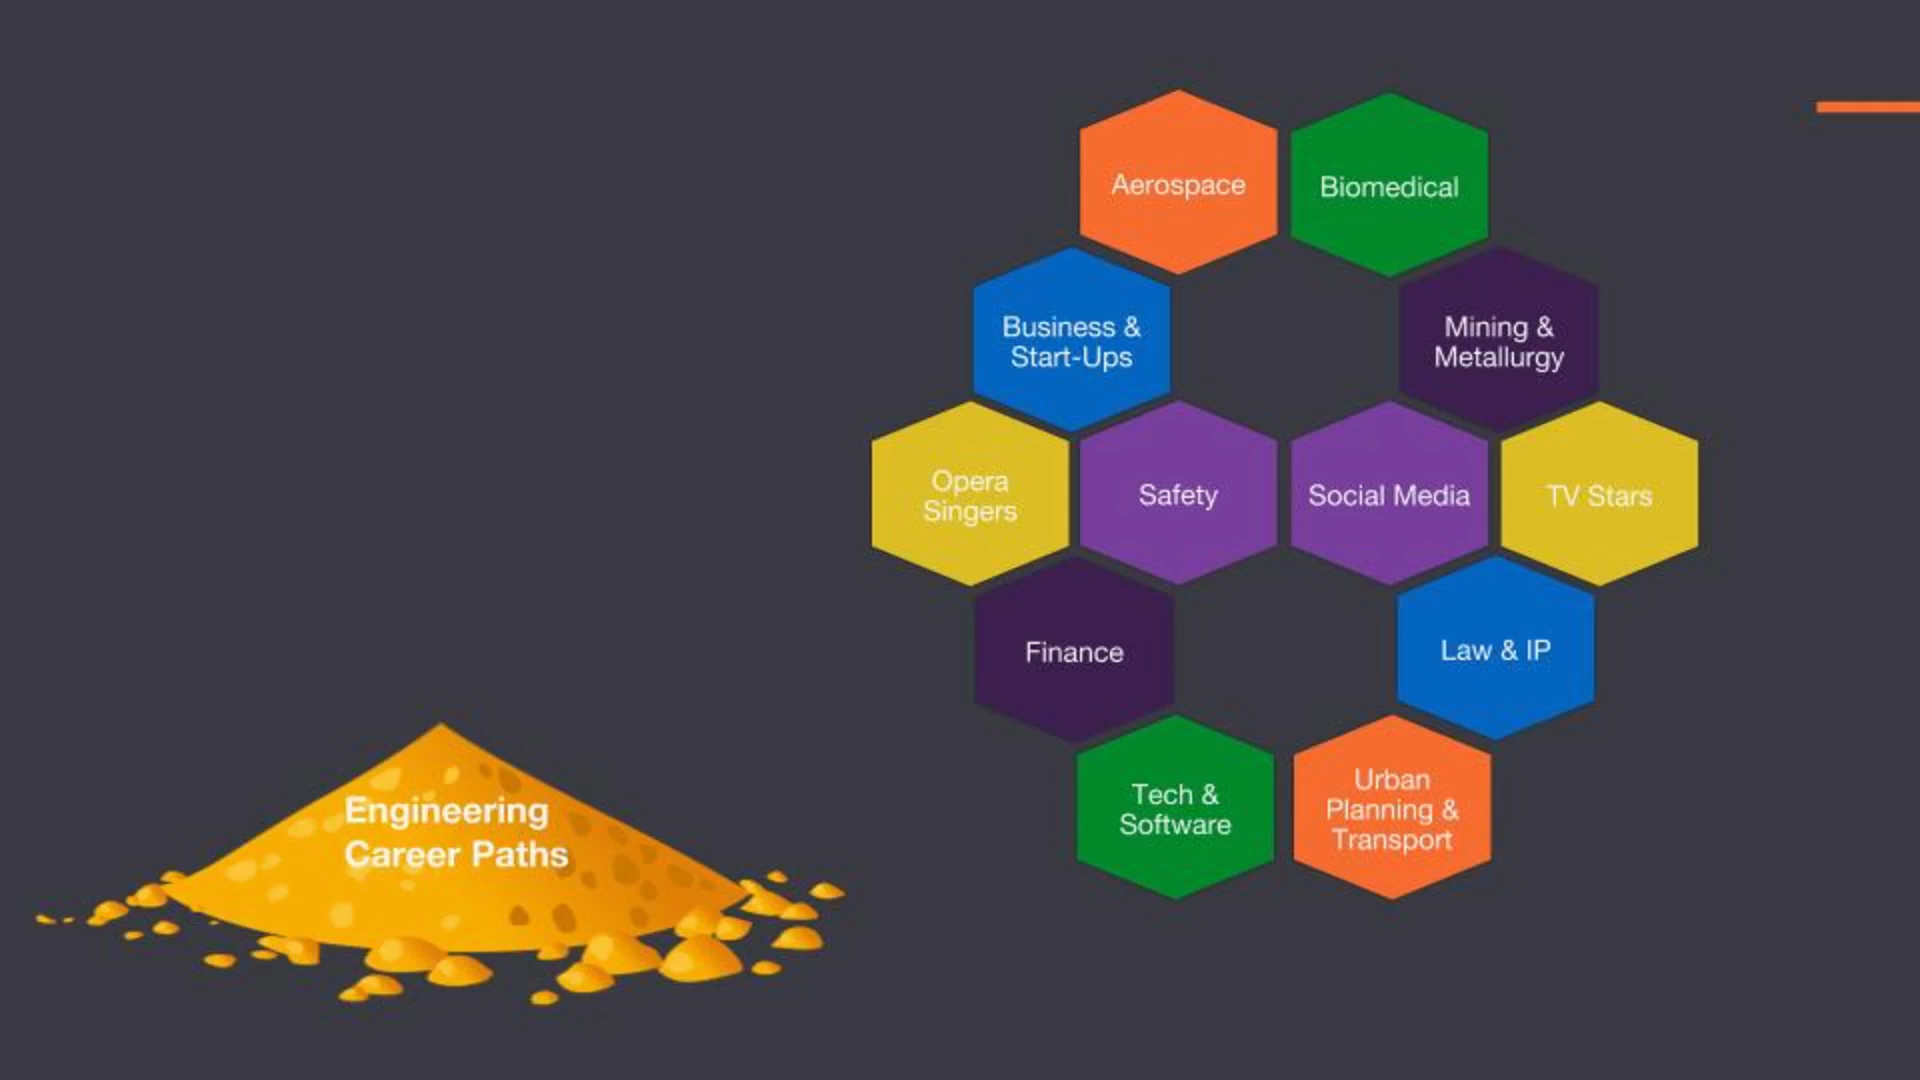 Aerospace
Biomedical
Business &
Start-Ups
Mining &
Metallurgy
Opera
Singers
Safety
Social Media
TV Stars
Finance
Law & IP
Tech &
Software
Urban
Planning &
Transport
Engineering
Career Paths